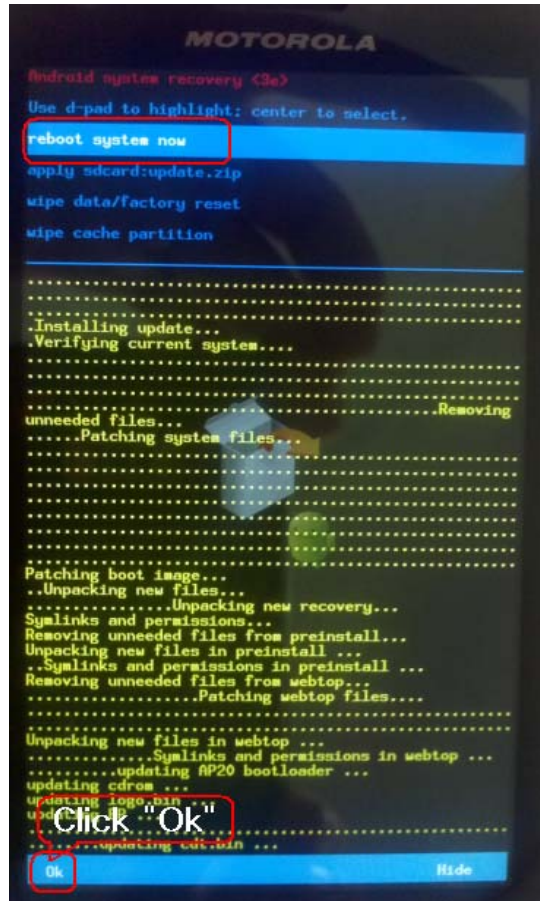 MOTOROLA
Android system recovery <3e>
Use d-pad to highlight; center to select.
reboot system now
apply sdcard:update.zip
wipe data/factory reset
wipe cache partition
.Installing update...
.Verifying current system....
Removing
unneeded files...
......Patching system files...
Patching boot image...
..Unpacking new files...
................Unpacking new recovery...
Symlinks and permissions...
Removing unneeded files from preinstall...
Unpacking new files in preinstall ...
..Symlinks and permissions in preinstall ...
Removing unneeded files from webtop...
...................Patching webtop files....
Unpacking new files in webtop ...
..............Symlinks and permissions in webtop ...
..........updating AP20 bootloader ...
updating cdrom ...
updating logo.bin ...
Click "Ok"
........updating cdt.bin ...
Ok
Hide